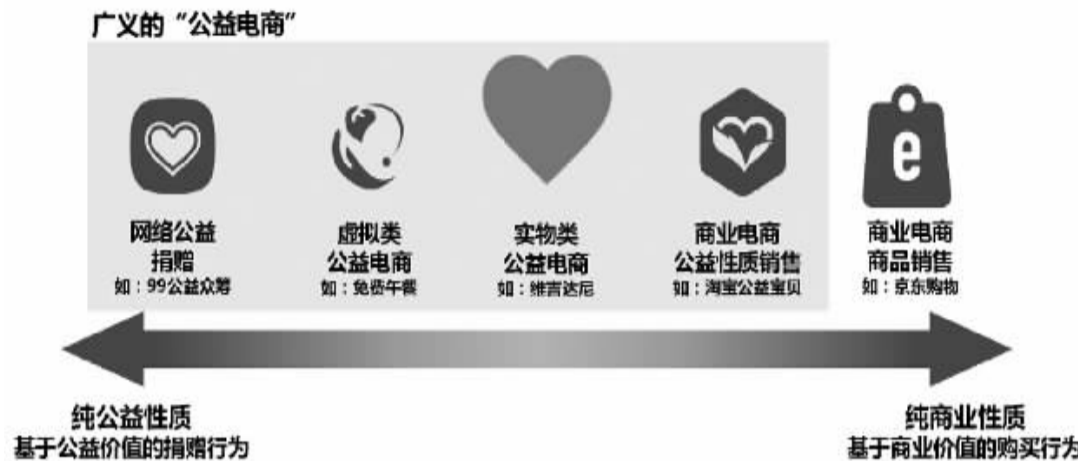 广义的“公益电商”
e
网络公益
捐赠
如：99公益众筹
虚拟类
公益电商
如：免费午餐
实物类
公益电商
如：维吉达尼
商业电商
公益性质销售
如：淘宝公益宝贝
商业电商
商品销售
如：京东购物
纯公益性质
基于公益价值的捐赠行为
纯商业性质
基于商业价值的购买行为